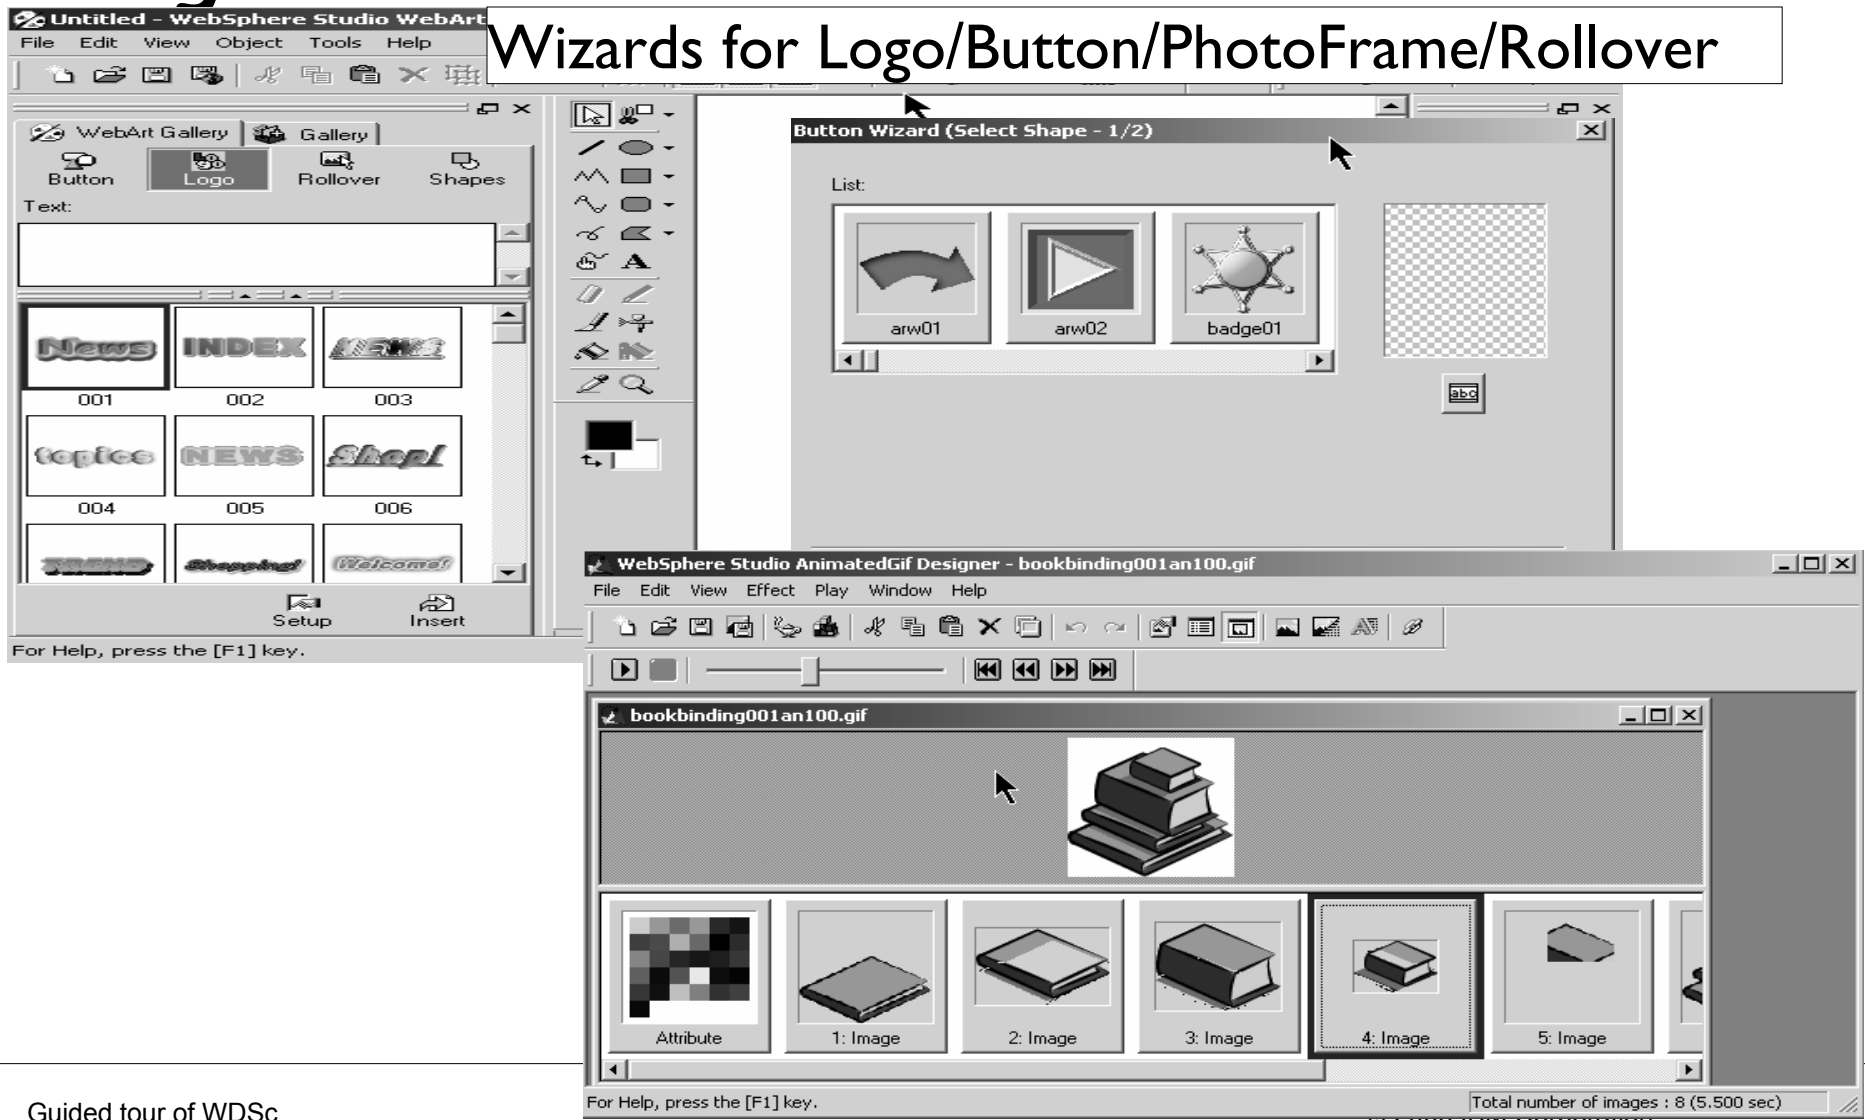 Untitled - WebSphere Studio WebArt
Wizards for Logo/Button/PhotoFrame/Rollover
File Edit View Object Tools Help
WebArt Gallery Gallery
Button Logo Rollover Shapes
Text:
News INDEX NEWS
001 002 003
topics NEWS Shop!
004 005 006
TREND Shopping! Welcome!
Setup Insert
For Help, press the [F1] key.
A
Button Wizard (Select Shape - 1/2)
List:
arw01 arw02 badge01
abc
WebSphere Studio AnimatedGif Designer - bookbinding001an100.gif
File Edit View Effect Play Window Help
bookbinding001an100.gif
Attribute 1: Image 2: Image 3: Image 4: Image 5: Image
For Help, press the [F1] key.
Total number of images : 8 (5.500 sec)
Guided tour of WDSc